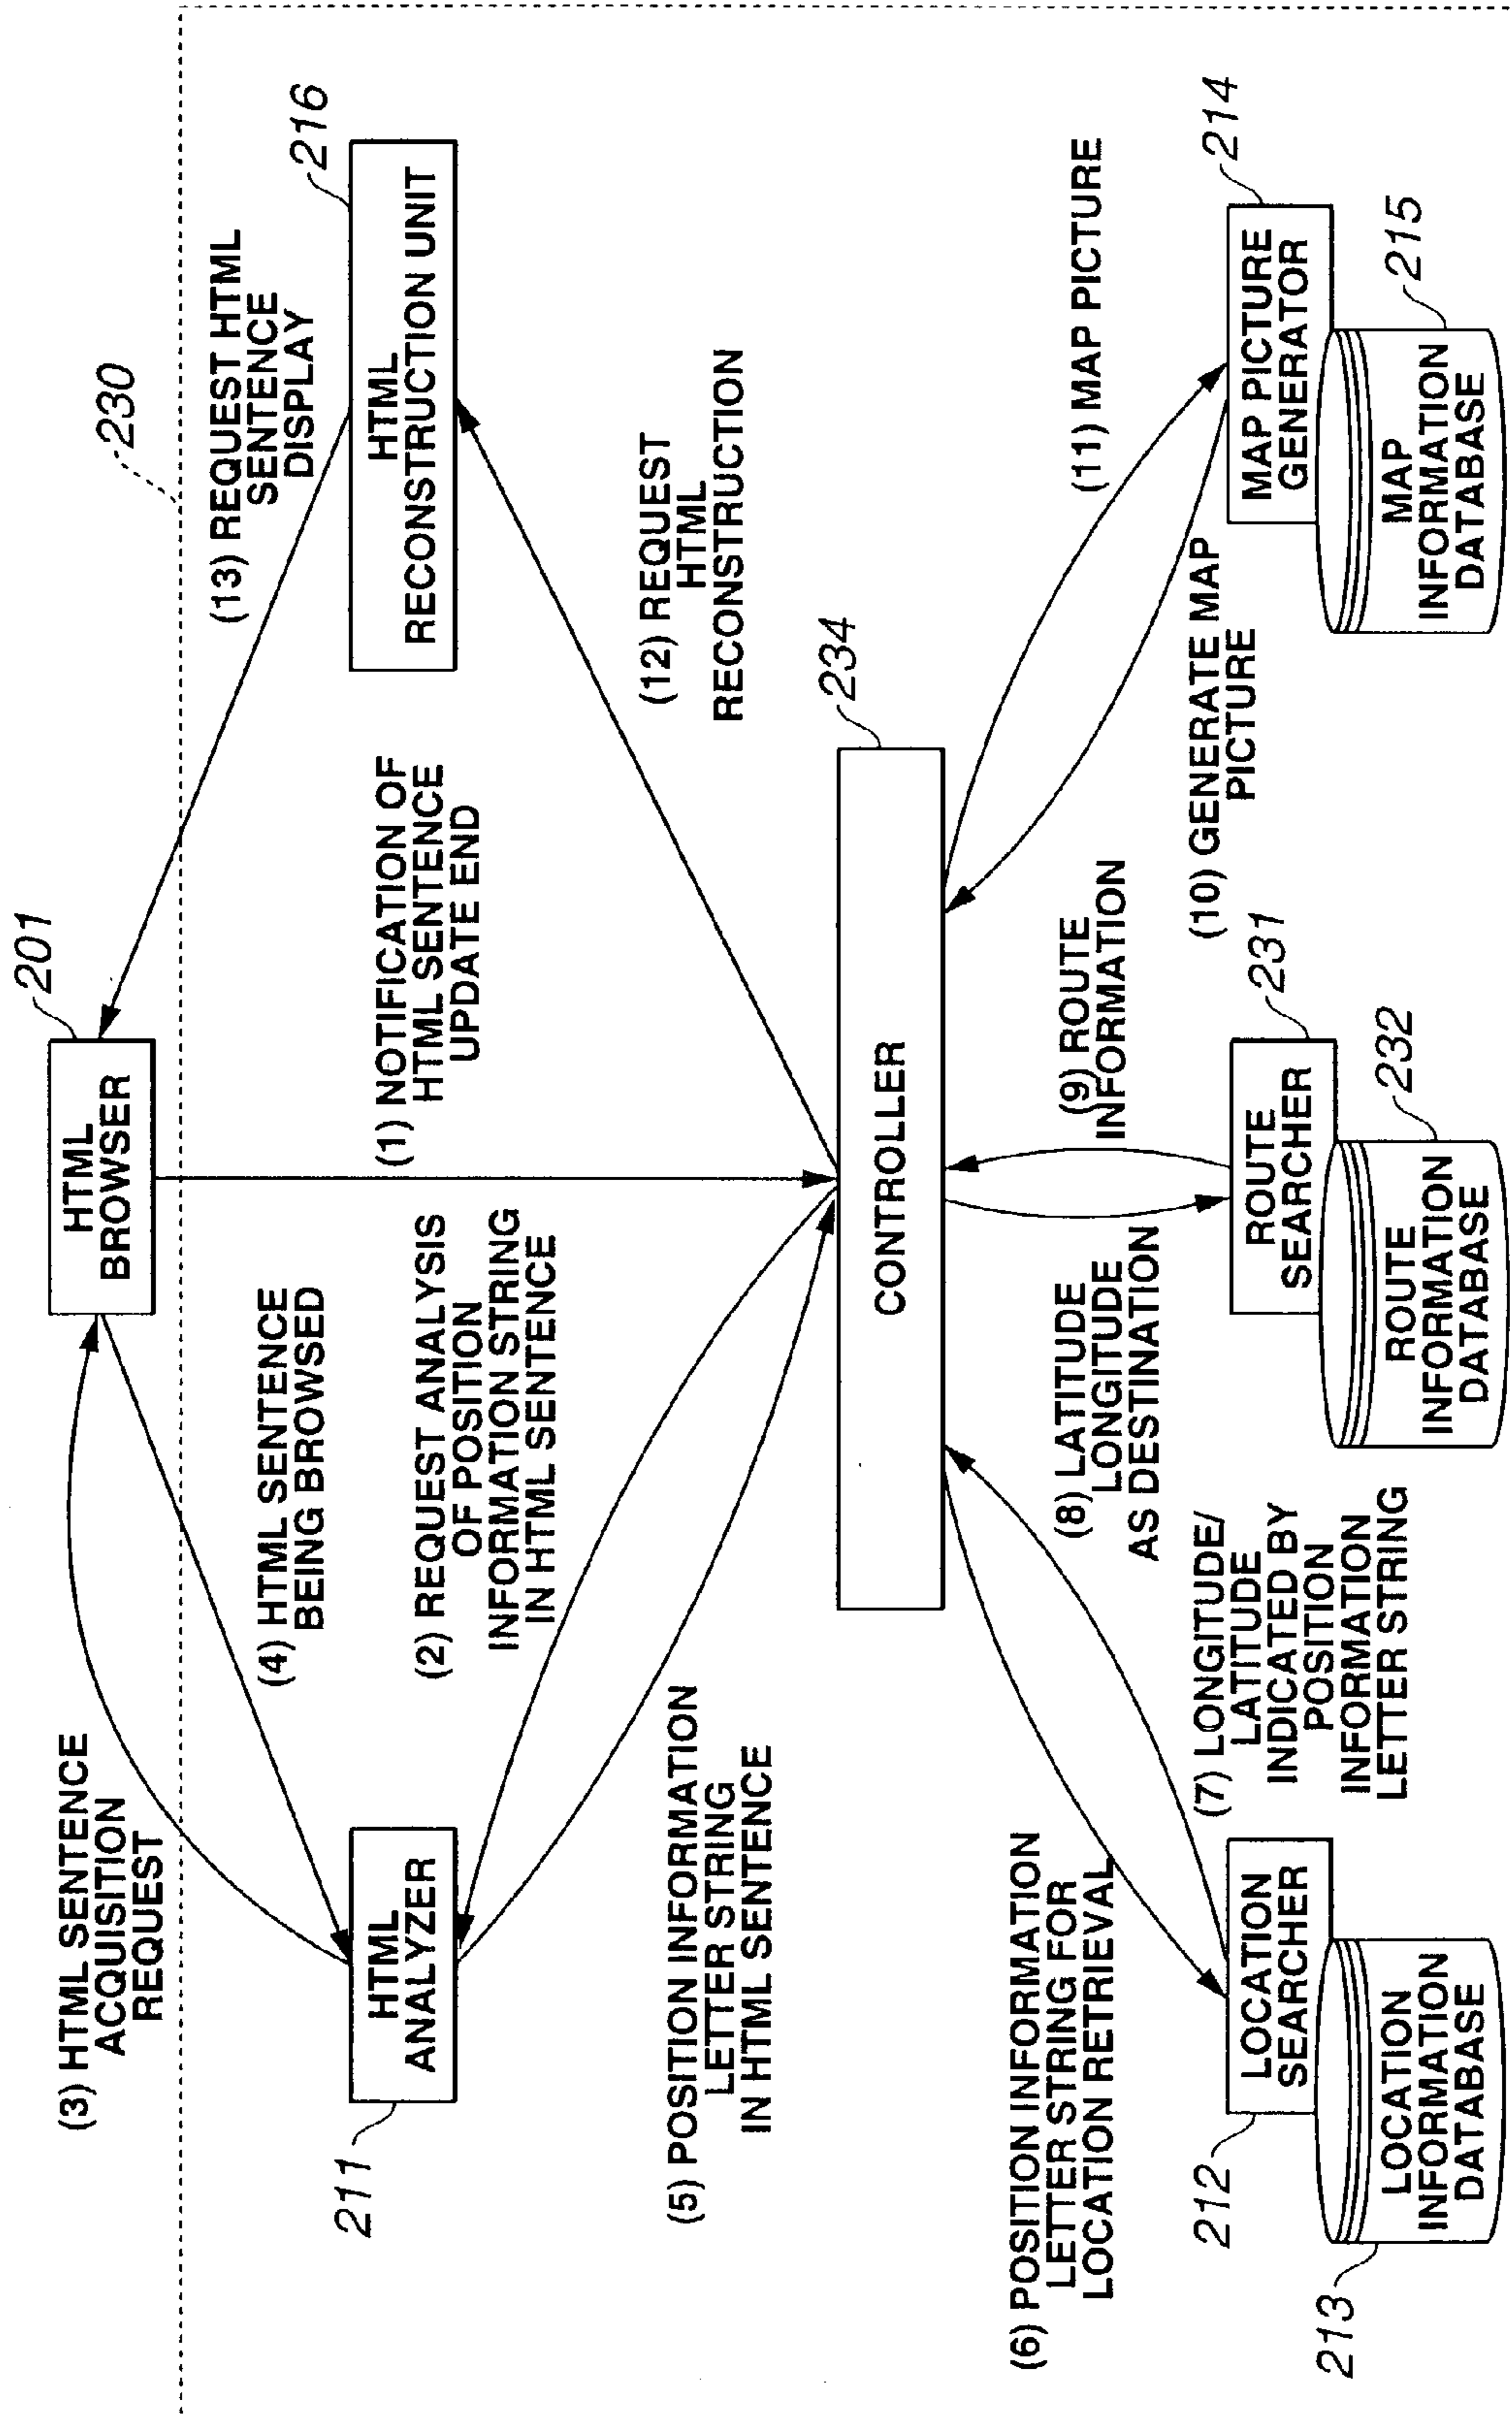 201
HTML
BROWSER
230
(3) HTML SENTENCE
ACQUISITION
REQUEST
(4) HTML SENTENCE
BEING BROWSED
(13) REQUEST HTML
SENTENCE
DISPLAY
211
HTML
ANALYZER
(1) NOTIFICATION OF
HTML SENTENCE
UPDATE END
216
HTML
RECONSTRUCTION UNIT
(2) REQUEST ANALYSIS
OF POSITION
INFORMATION STRING
IN HTML SENTENCE
(5) POSITION INFORMATION
LETTER STRING
IN HTML SENTENCE
(12) REQUEST
HTML
RECONSTRUCTION
234
CONTROLLER
(6) POSITION INFORMATION
LETTER STRING FOR
LOCATION RETRIEVAL
(7) LONGITUDE/
LATITUDE
INDICATED BY
POSITION
INFORMATION
LETTER STRING
(8) LATITUDE
LONGITUDE
AS DESTINATION
(9) ROUTE
INFORMATION
(10) GENERATE MAP
PICTURE
(11) MAP PICTURE
212
LOCATION
SEARCHER
213
LOCATION
INFORMATION
DATABASE
231
ROUTE
SEARCHER
232
ROUTE
INFORMATION
DATABASE
214
MAP PICTURE
GENERATOR
215
MAP
INFORMATION
DATABASE